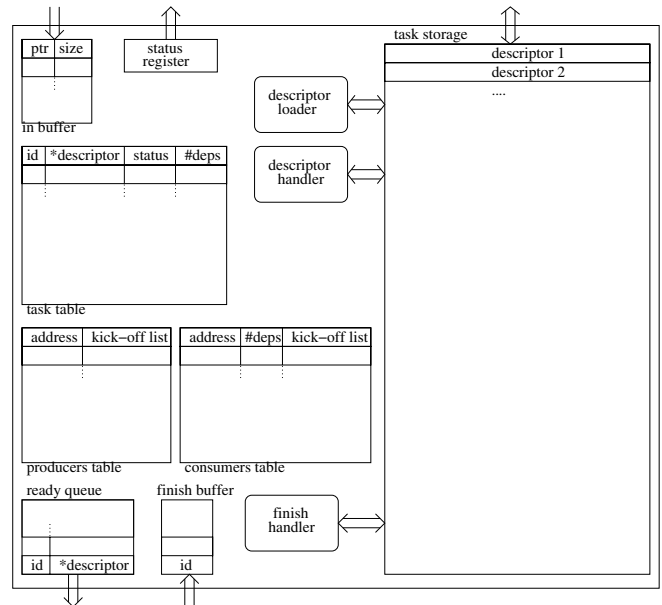 ptr size
in buffer
status
register
task storage
descriptor 1
descriptor 2
....
descriptor
loader
id *descriptor status #deps
task table
descriptor
handler
address kick−off list
producers table
address #deps kick−off list
consumers table
ready queue
id *descriptor
finish buffer
id
finish
handler